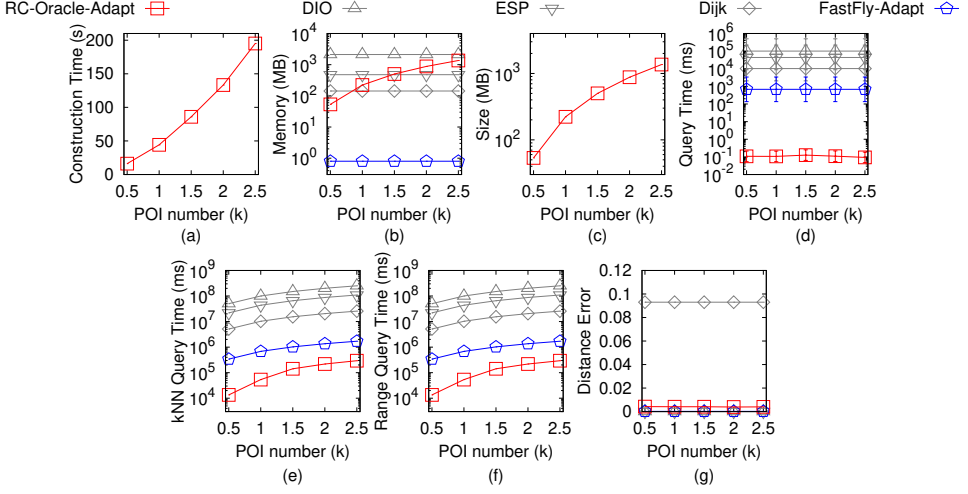 RC-Oracle-Adapt DIO ESP Dijk FastFly-Adapt
Construction Time (s)
200
150
100
50
0
0.5 1 1.5 2 2.5
POI number (k)
(a)
Memory (MB)
10^4
10^3
10^2
10^1
10^0
0.5 1 1.5 2 2.5
POI number (k)
(b)
Size (MB)
10^3
10^2
0.5 1 1.5 2 2.5
POI number (k)
(c)
Query Time (ms)
10^6
10^5
10^4
10^3
10^2
10^1
10^0
10^-1
10^-2
0.5 1 1.5 2 2.5
POI number (k)
(d)
kNN Query Time (ms)
10^9
10^8
10^7
10^6
10^5
10^4
0.5 1 1.5 2 2.5
POI number (k)
(e)
Range Query Time (ms)
10^9
10^8
10^7
10^6
10^5
10^4
0.5 1 1.5 2 2.5
POI number (k)
(f)
Distance Error
0.12
0.1
0.08
0.06
0.04
0.02
0
0.5 1 1.5 2 2.5
POI number (k)
(g)